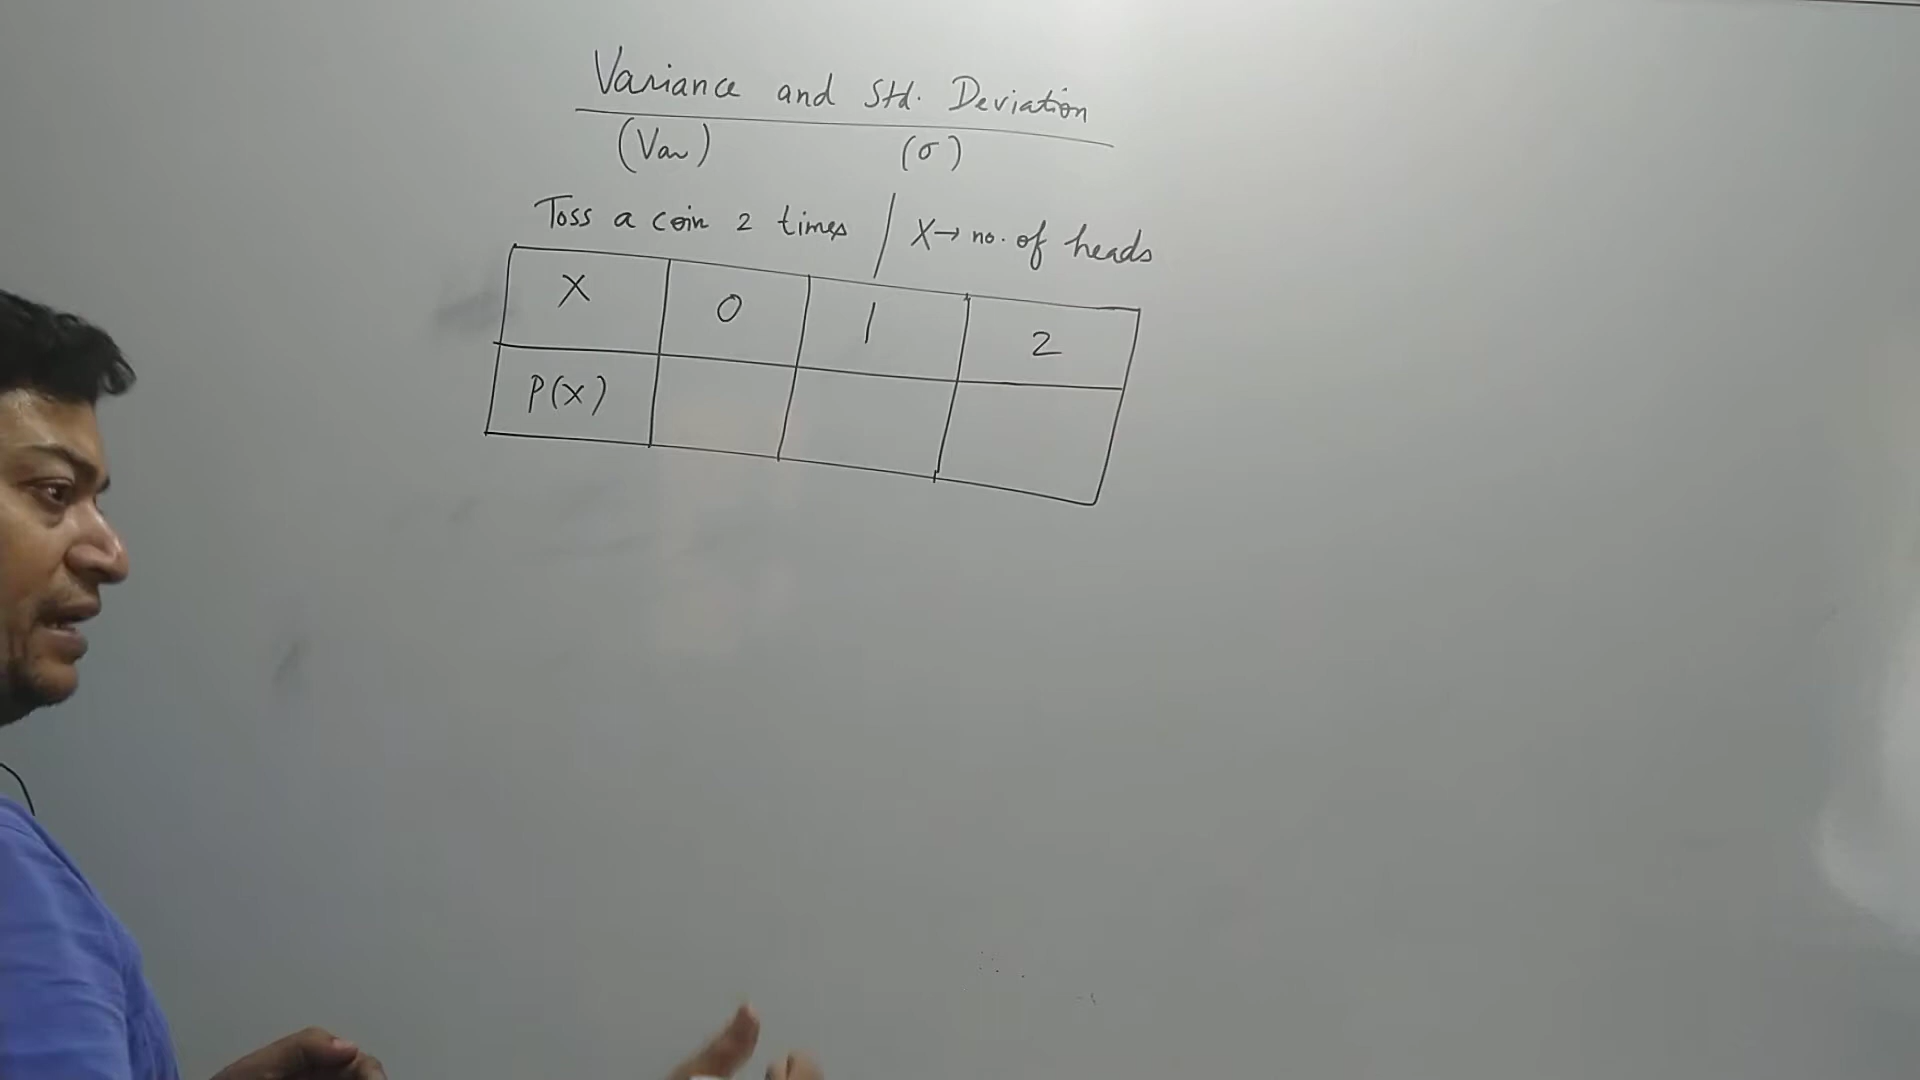 Variance and Std. Deviation
(Var) (σ)
Toss a coin 2 times / X → no. of heads
X 0 1 2
P(X)